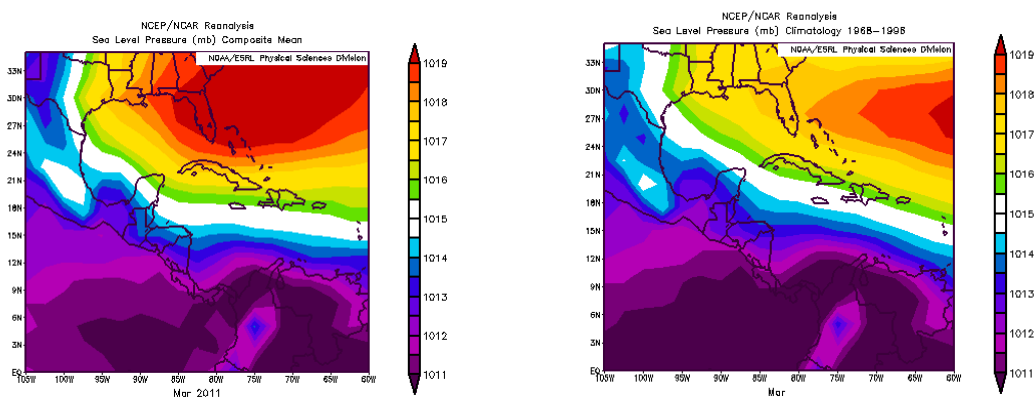 NCEP/NCAR Reanalysis
Sea Level Pressure (mb) Composite Mean
NOAA/ESRL Physical Sciences Division
33N
30N
27N
24N
21N
18N
15N
12N
9N
6N
3N
EQ
105W 100W 95W 90W 85W 80W 75W 70W 65W 60W
Mar 2011
1019
1018
1017
1016
1015
1014
1013
1012
1011
NCEP/NCAR Reanalysis
Sea Level Pressure (mb) Climatology 1968-1996
NOAA/ESRL Physical Sciences Division
33N
30N
27N
24N
21N
18N
15N
12N
9N
6N
3N
EQ
105W 100W 95W 90W 85W 80W 75W 70W 65W 60W
Mar
1019
1018
1017
1016
1015
1014
1013
1012
1011